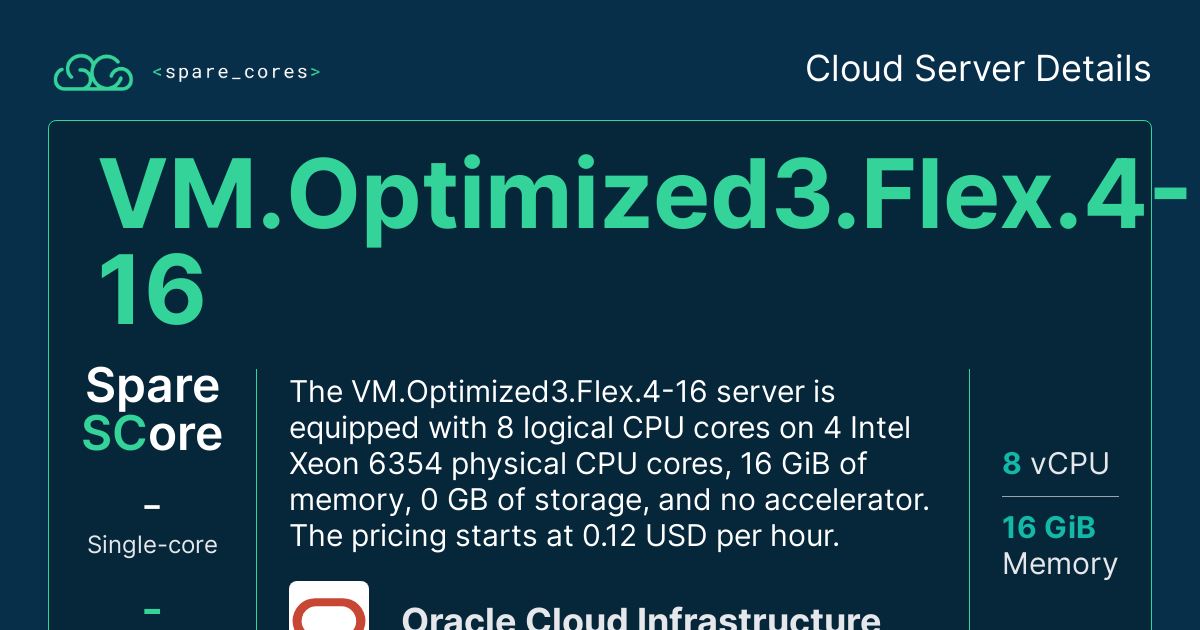 <spare_cores>
Cloud Server Details
VM.Optimized3.Flex.4-
16
Spare
SCore
–
Single-core
–
The VM.Optimized3.Flex.4-16 server is
equipped with 8 logical CPU cores on 4 Intel
Xeon 6354 physical CPU cores, 16 GiB of
memory, 0 GB of storage, and no accelerator.
The pricing starts at 0.12 USD per hour.
Oracle Cloud Infrastructure
8 vCPU
16 GiB
Memory